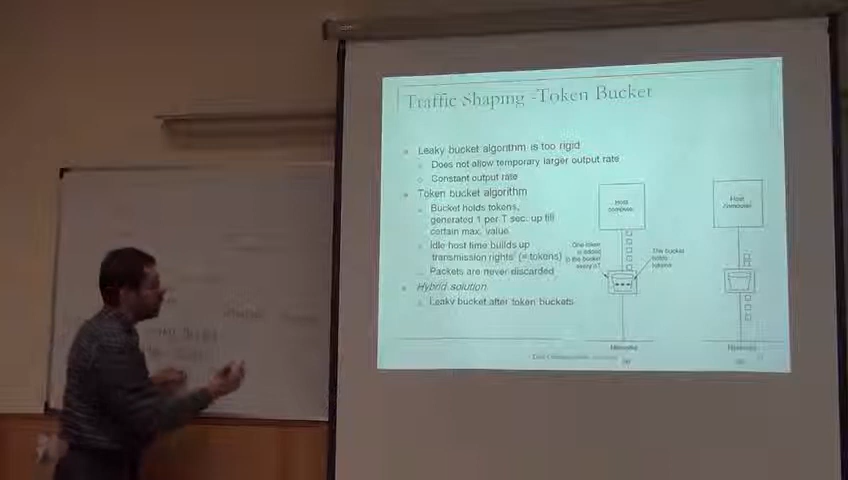 Traffic Shaping -Token Bucket
Leaky bucket algorithm is too rigid
Does not allow temporary larger output rate
Constant output rate
Token bucket algorithm
Bucket holds tokens,
generated 1 per T sec. up till
certain max. value
Idle host time builds up
'transmission rights' (= tokens)
Packets are never discarded
Hybrid solution
Leaky bucket after token buckets
Host
computer
One token
is added
to the bucket
every ΔT
The bucket
holds
tokens
Networks
(a)
Host
computer
Networks
(b)